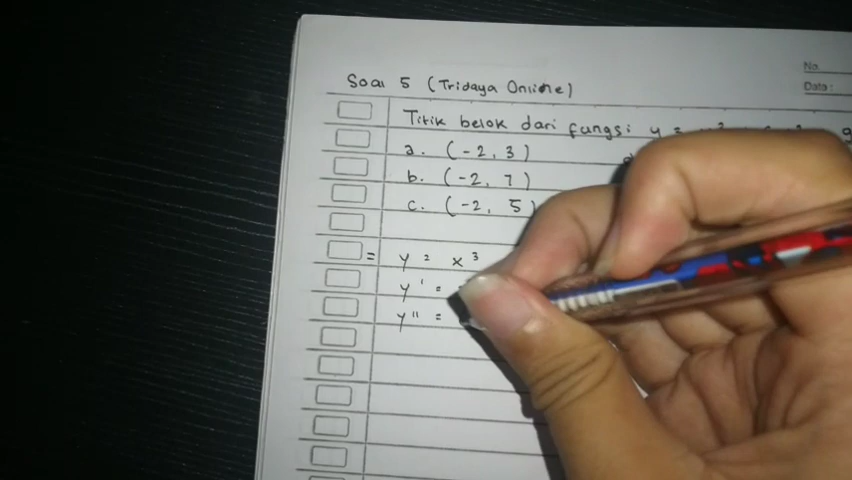 No.
Date:
Soal 5 (Tridaya Online)
Titik belok dari fungsi y =
a. (-2, 3)
b. (-2, 7)
c. (-2, 5)
= y = x³
y' =
y'' =